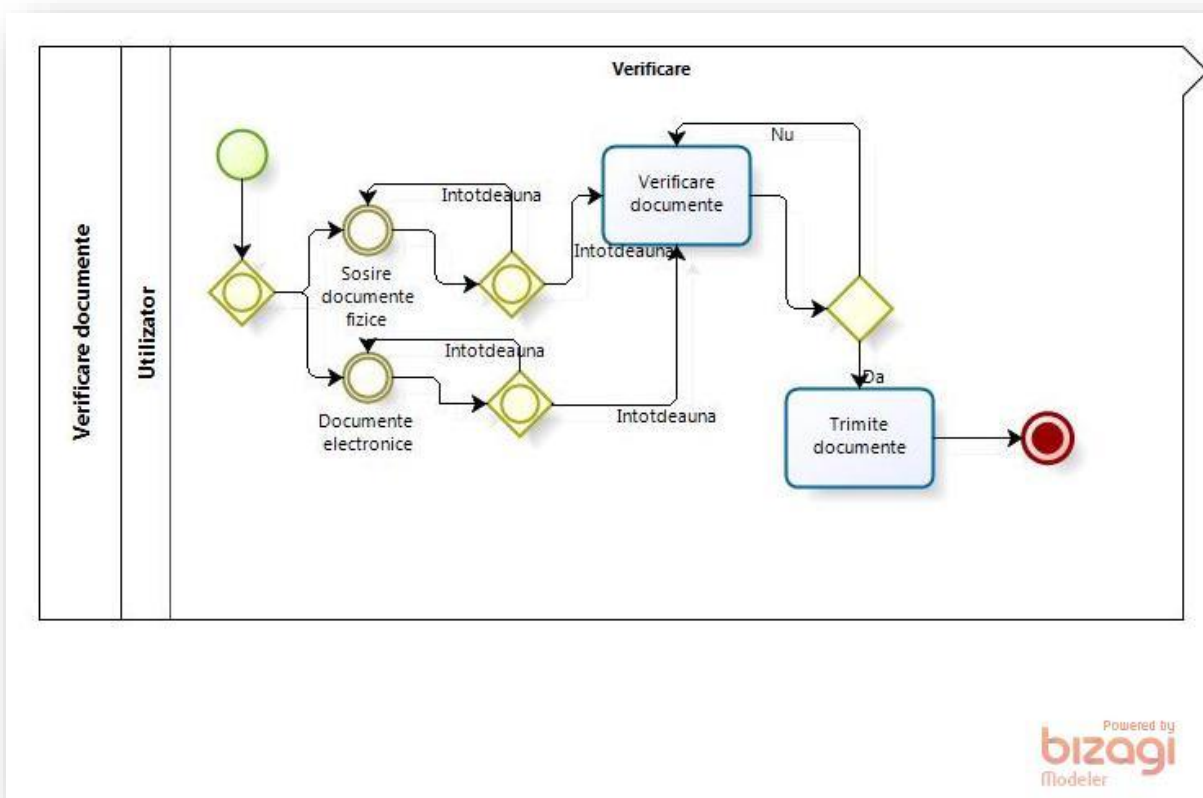 Verificare documente
Utilizator
Verificare
Sosire
documente
fizice
Intotdeauna
Intotdeauna
Documente
electronice
Intotdeauna
Intotdeauna
Verificare
documente
Nu
Da
Trimite
documente
Powered by
bizagi
Modeler